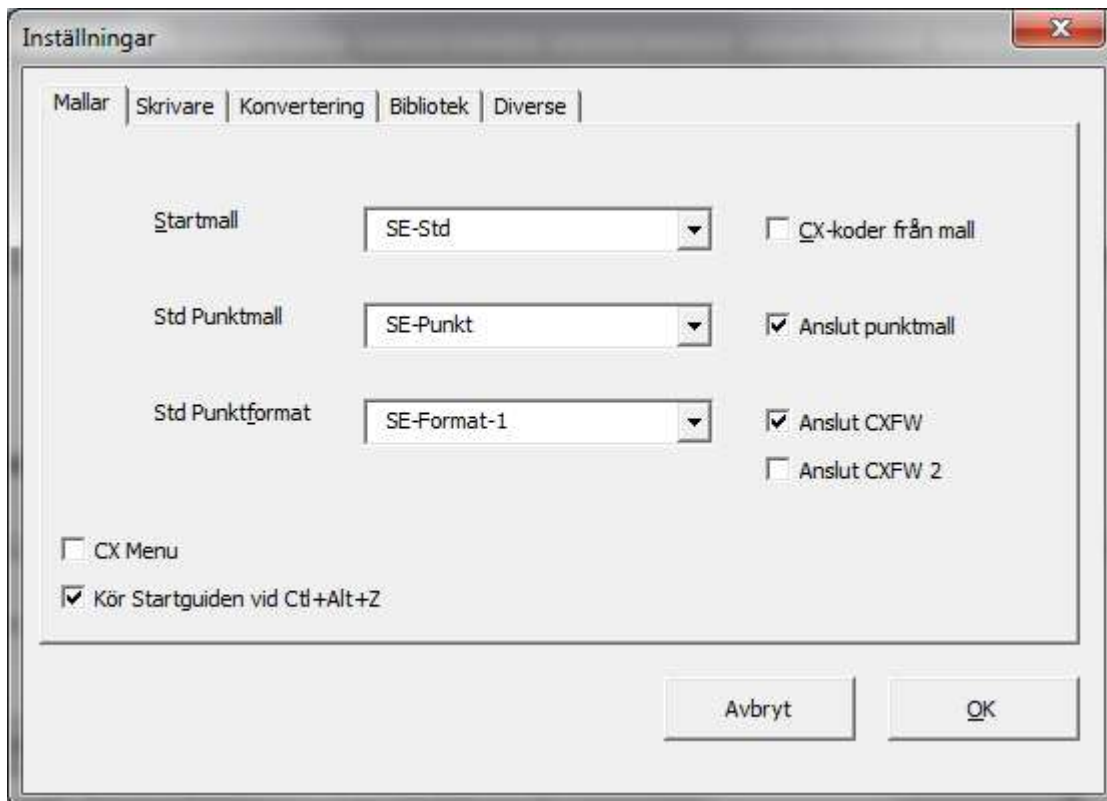 Inställningar
Mallar Skrivare Konvertering Bibliotek Diverse
Startmall SE-Std CX-koder från mall
Std Punktmall SE-Punkt Anslut punktmall
Std Punktformat SE-Format-1 Anslut CXFW
Anslut CXFW 2
CX Menu
Kör Startguiden vid Ctl+Alt+Z
Avbryt OK